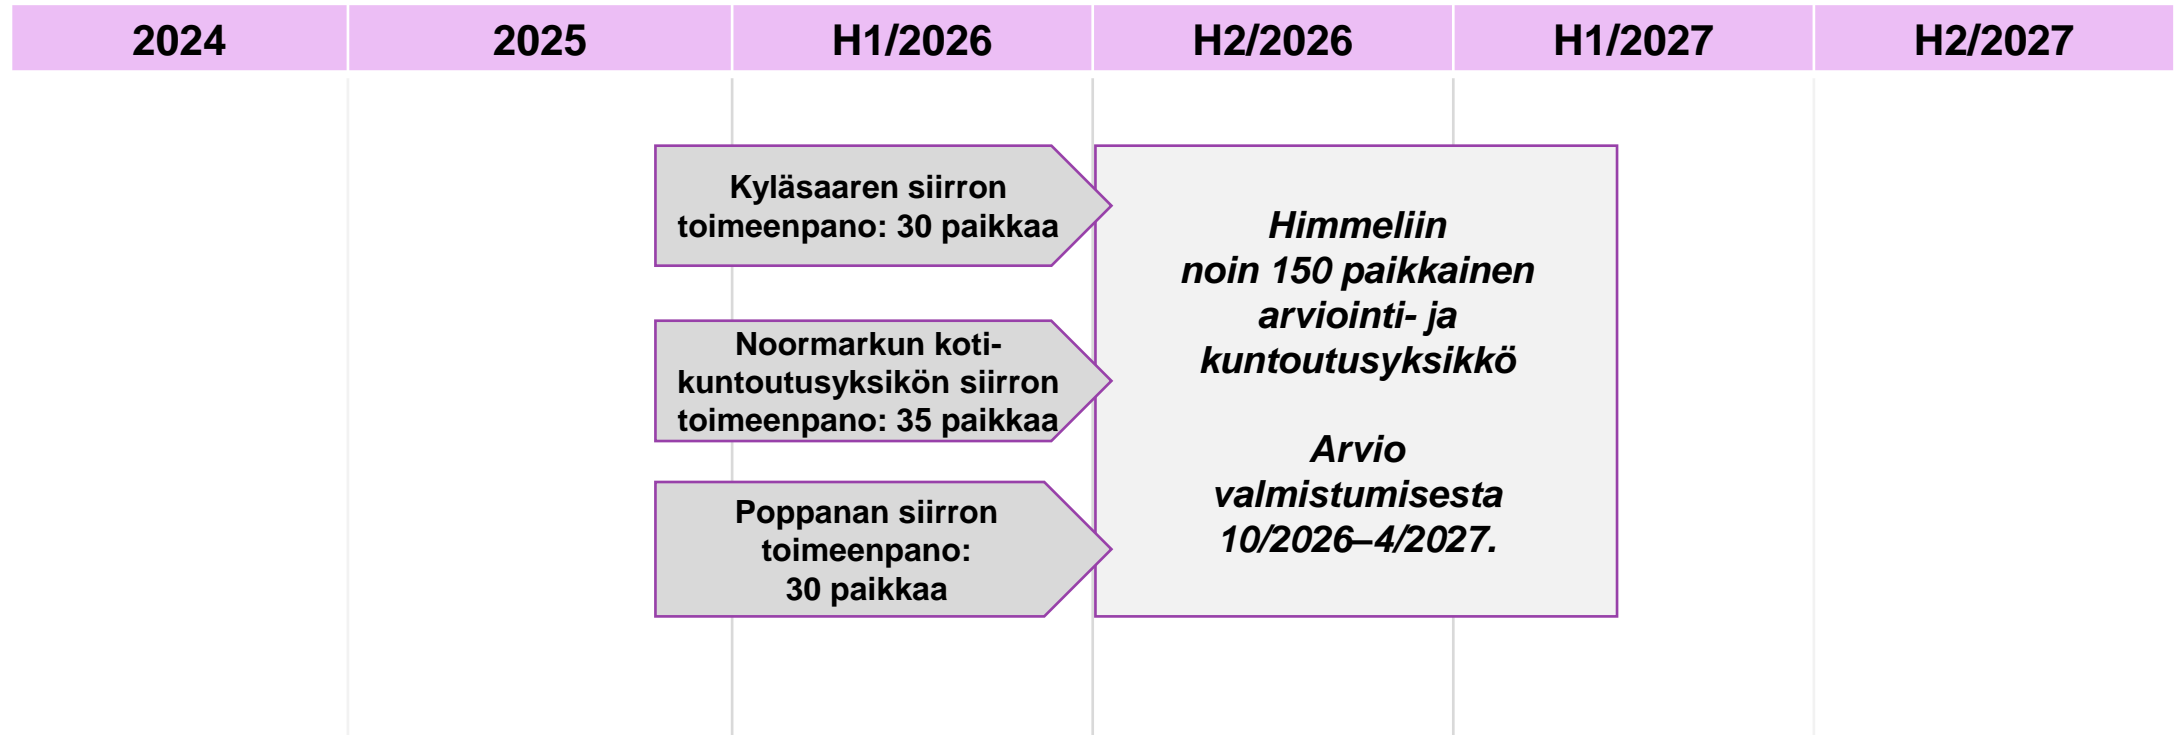 2024
2025
H1/2026
H2/2026
H1/2027
H2/2027
Kyläsaaren siirron
toimeenpano: 30 paikkaa
Noormarkun koti-
kuntoutusyksikön siirron
toimeenpano: 35 paikkaa
Poppanan siirron
toimeenpano:
30 paikkaa
Himmeliin
noin 150 paikkainen
arviointi- ja
kuntoutusyksikkö
Arvio
valmistumisesta
10/2026–4/2027.